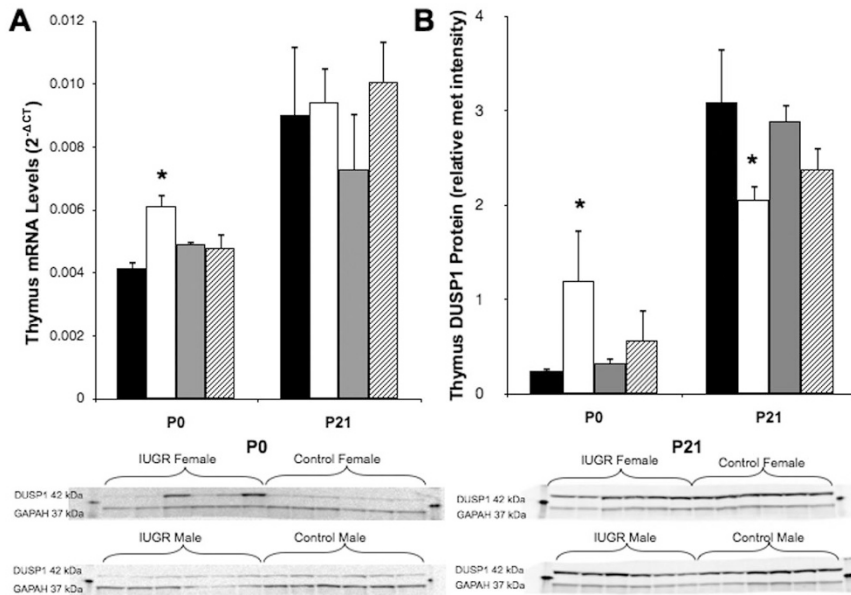 A
Thymus mRNA Levels (2^-ΔCT)
0.012
0.010
0.008
0.006
0.004
0.002
0.000
*
P0
P21
B
Thymus DUSP1 Protein (relative met intensity)
4
3
2
1
0
*
*
P0
P21
P0
IUGR Female
Control Female
DUSP1 42 kDa
GAPAH 37 kDa
IUGR Male
Control Male
DUSP1 42 kDa
GAPAH 37 kDa
P21
IUGR Female
Control Female
DUSP1 42 kDa
GAPAH 37 kDa
IUGR Male
Control Male
DUSP1 42 kDa
GAPAH 37 kDa